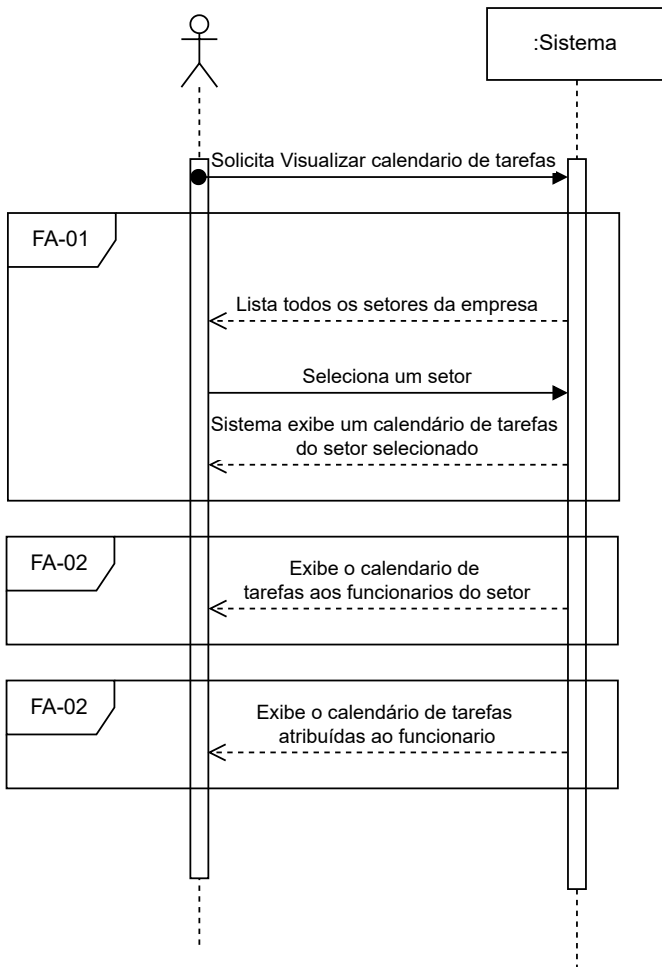 :Sistema
Solicita Visualizar calendario de tarefas
FA-01
Lista todos os setores da empresa
Seleciona um setor
Sistema exibe um calendário de tarefas
do setor selecionado
FA-02
Exibe o calendario de
tarefas aos funcionarios do setor
FA-02
Exibe o calendário de tarefas
atribuídas ao funcionario